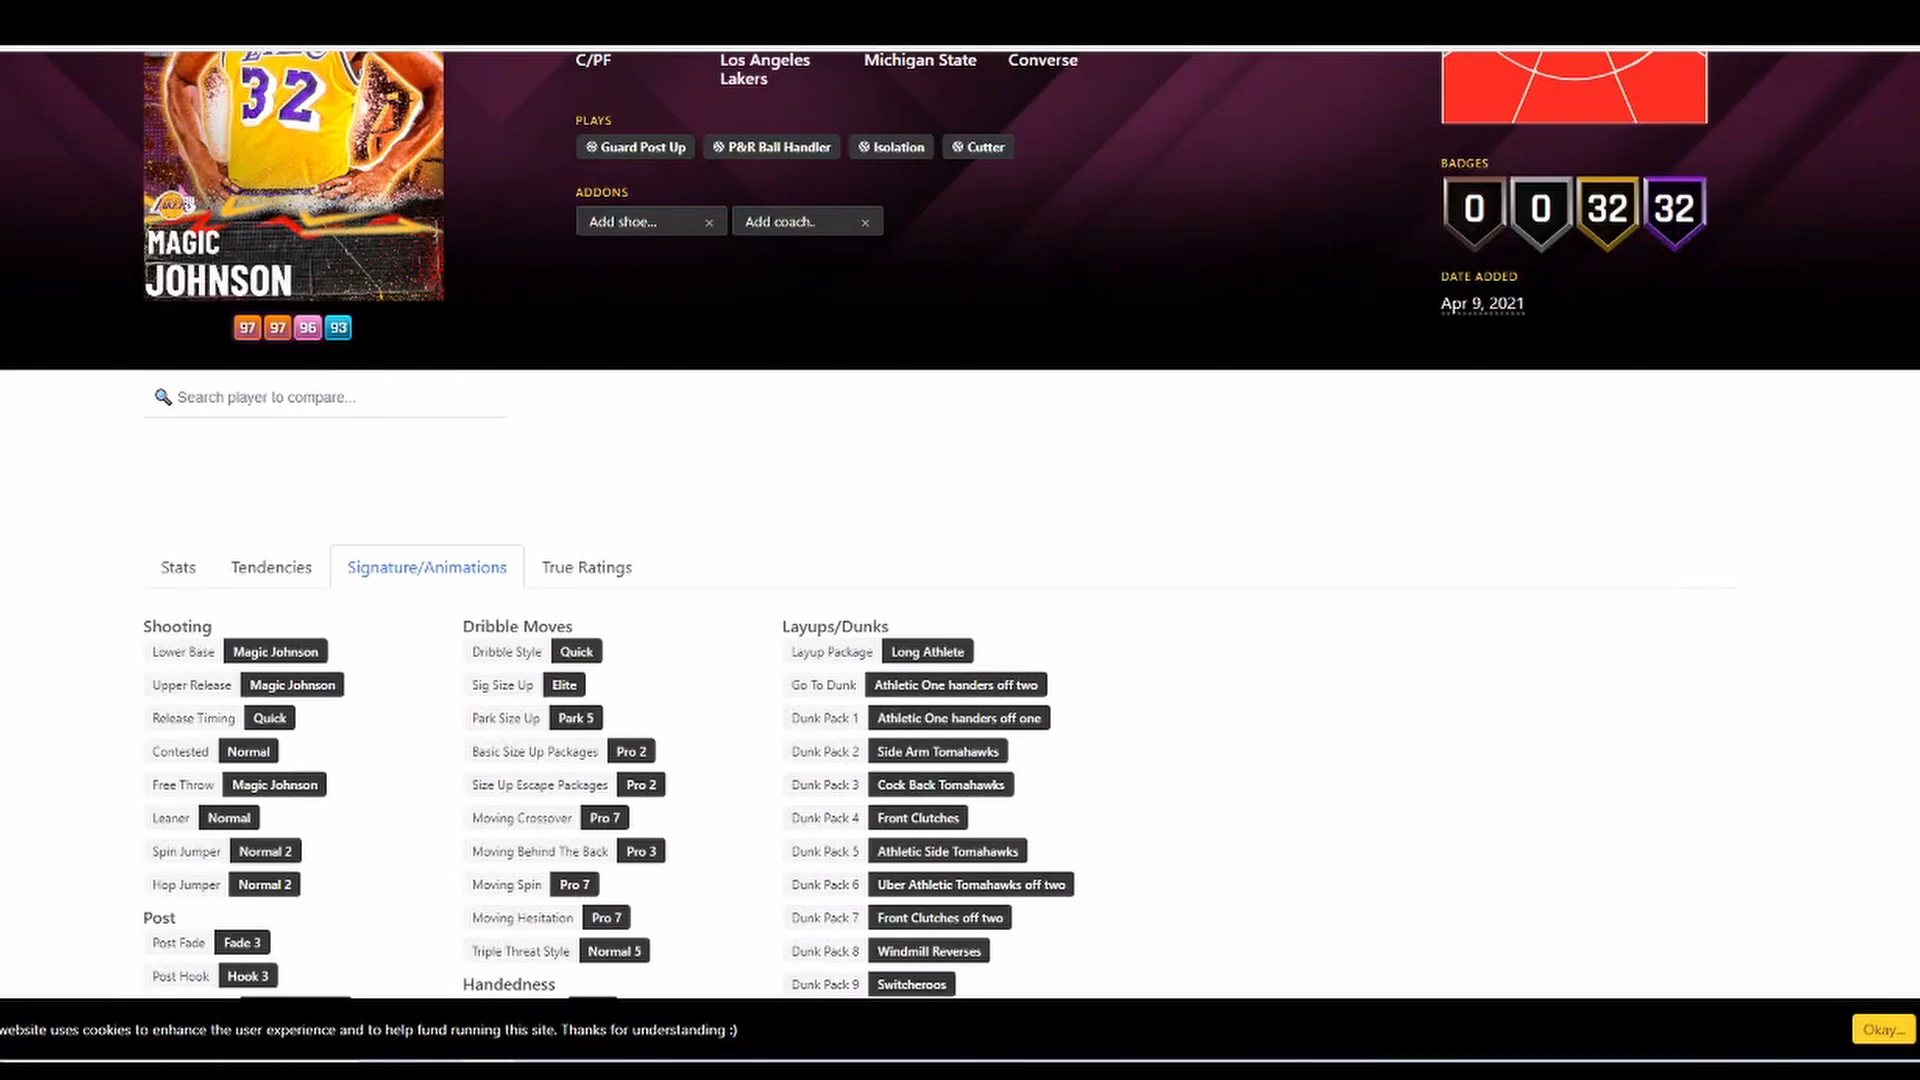 C/PF
Los Angeles Lakers
Michigan State
Converse
32
LAKERS
MAGIC
JOHNSON
97 97 96 93
PLAYS
Guard Post Up
P&R Ball Handler
Isolation
Cutter
ADDONS
Add shoe... ×
Add coach.. ×
BADGES
0 0 32 32
DATE ADDED
Apr 9, 2021
Search player to compare...
Stats
Tendencies
Signature/Animations
True Ratings
Shooting
Lower Base Magic Johnson
Upper Release Magic Johnson
Release Timing Quick
Contested Normal
Free Throw Magic Johnson
Leaner Normal
Spin Jumper Normal 2
Hop Jumper Normal 2
Post
Post Fade Fade 3
Post Hook Hook 3
Dribble Moves
Dribble Style Quick
Sig Size Up Elite
Park Size Up Park 5
Basic Size Up Packages Pro 2
Size Up Escape Packages Pro 2
Moving Crossover Pro 7
Moving Behind The Back Pro 3
Moving Spin Pro 7
Moving Hesitation Pro 7
Triple Threat Style Normal 5
Handedness
Layups/Dunks
Layup Package Long Athlete
Go To Dunk Athletic One handers off two
Dunk Pack 1 Athletic One handers off one
Dunk Pack 2 Side Arm Tomahawks
Dunk Pack 3 Cock Back Tomahawks
Dunk Pack 4 Front Clutches
Dunk Pack 5 Athletic Side Tomahawks
Dunk Pack 6 Uber Athletic Tomahawks off two
Dunk Pack 7 Front Clutches off two
Dunk Pack 8 Windmill Reverses
Dunk Pack 9 Switcheroos
website uses cookies to enhance the user experience and to help fund running this site. Thanks for understanding :)
Okay...